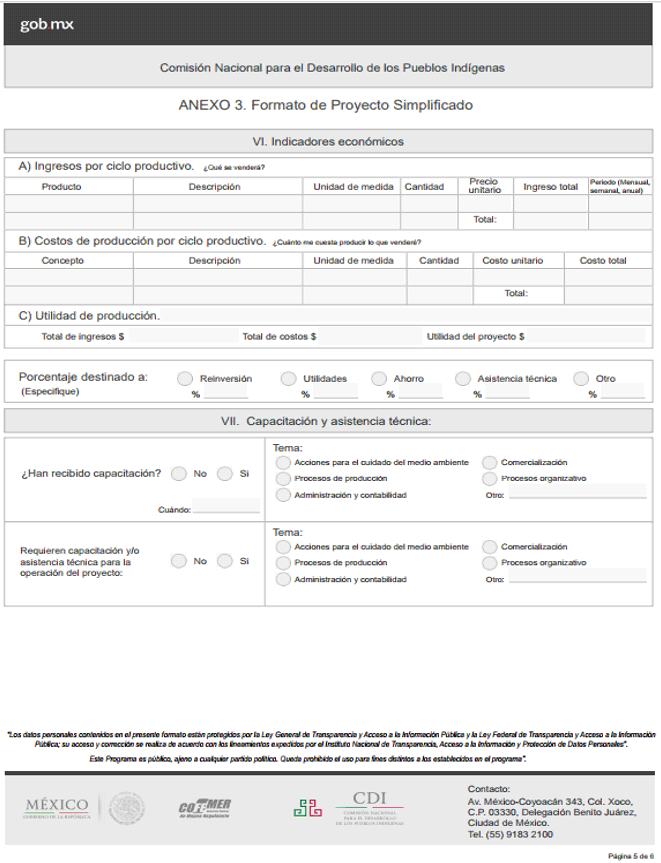 gob.mx
Comisión Nacional para el Desarrollo de los Pueblos Indígenas
ANEXO 3. Formato de Proyecto Simplificado
VI. Indicadores económicos
A) Ingresos por ciclo productivo. ¿Qué se venderá?
Producto Descripción Unidad de medida Cantidad Precio unitario Ingreso total Periodo (Mensual, semanal, anual)
Total:
B) Costos de producción por ciclo productivo. ¿Cuánto me cuesta producir lo que venderé?
Concepto Descripción Unidad de medida Cantidad Costo unitario Costo total
Total:
C) Utilidad de producción.
Total de ingresos $ Total de costos $ Utilidad del proyecto $
Porcentaje destinado a: Reinversión Utilidades Ahorro Asistencia técnica Otro
(Especifique) % % % % %
VII. Capacitación y asistencia técnica:
¿Han recibido capacitación? No Si
Cuándo:
Tema:
Acciones para el cuidado del medio ambiente Comercialización
Procesos de producción Procesos organizativo
Administración y contabilidad Otro:
Requieren capacitación y/o
asistencia técnica para la
operación del proyecto:
No Si
Tema:
Acciones para el cuidado del medio ambiente Comercialización
Procesos de producción Procesos organizativo
Administración y contabilidad Otro:
"Los datos personales contenidos en el presente formato están protegidos por la Ley General de Transparencia y Acceso a la Información Pública y la Ley Federal de Transparencia y Acceso a la Información
Pública; su acceso y corrección se realiza de acuerdo con los lineamientos expedidos por el Instituto Nacional de Transparencia, Acceso a la Información y Protección de Datos Personales".
Este Programa es público, ajeno a cualquier partido político. Queda prohibido el uso para fines distintos a los establecidos en el programa".
MÉXICO
GOBIERNO DE LA REPÚBLICA
COFEMER
de Mejora Regulatoria
CDI
COMISIÓN NACIONAL
PARA EL DESARROLLO
DE LOS PUEBLOS INDÍGENAS
Contacto:
Av. México-Coyoacán 343, Col. Xoco,
C.P. 03330, Delegación Benito Juárez,
Ciudad de México.
Tel. (55) 9183 2100
Página 5 de 6